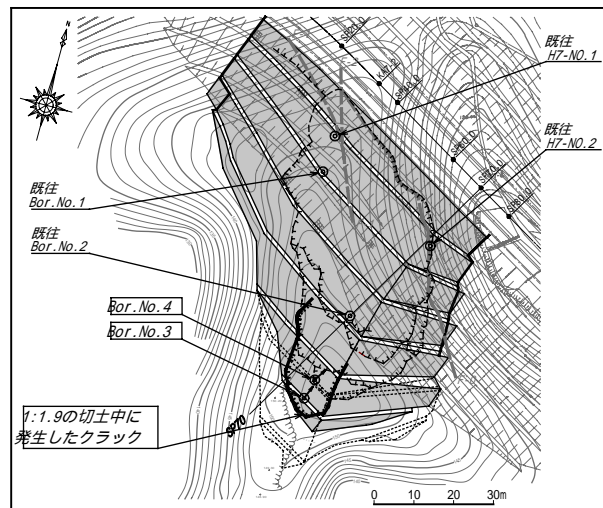 既往
H7-NO.1
既往
H7-NO.2
既往
Bor.No.1
既往
Bor.No.2
Bor.No.4
Bor.No.3
1:1.9の切土中に
発生したクラック
0 10 20 30m